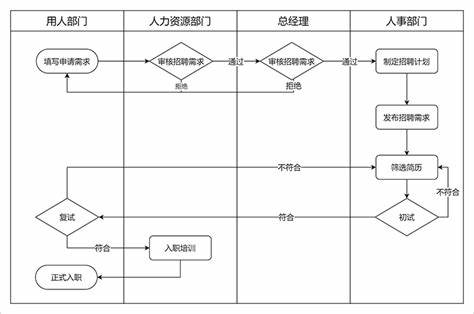 用人部门
人力资源部门
总经理
人事部门
填写申请需求
审核招聘需求
通过
审核招聘需求
通过
制定招聘计划
拒绝
拒绝
发布招聘需求
不符合
筛选简历
不符合
复试
符合
初试
符合
入职培训
正式入职